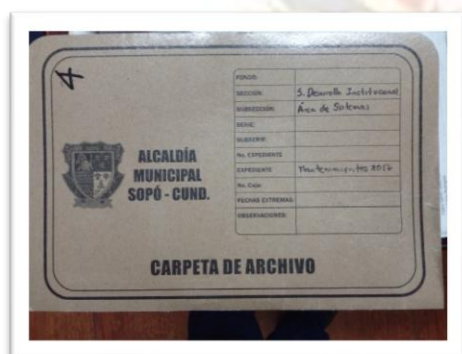 4
ALCALDÍA
MUNICIPAL
SOPÓ - CUND.
FONDO:
SECCIÓN: S. Desarrollo Institucional
SUBSECCIÓN: Área de Sistemas
SERIE:
SUBSERIE:
No. EXPEDIENTE
EXPEDIENTE Mantenimientos 2016
No. Caja:
FECHAS EXTREMAS:
OBSERVACIONES:
CARPETA DE ARCHIVO